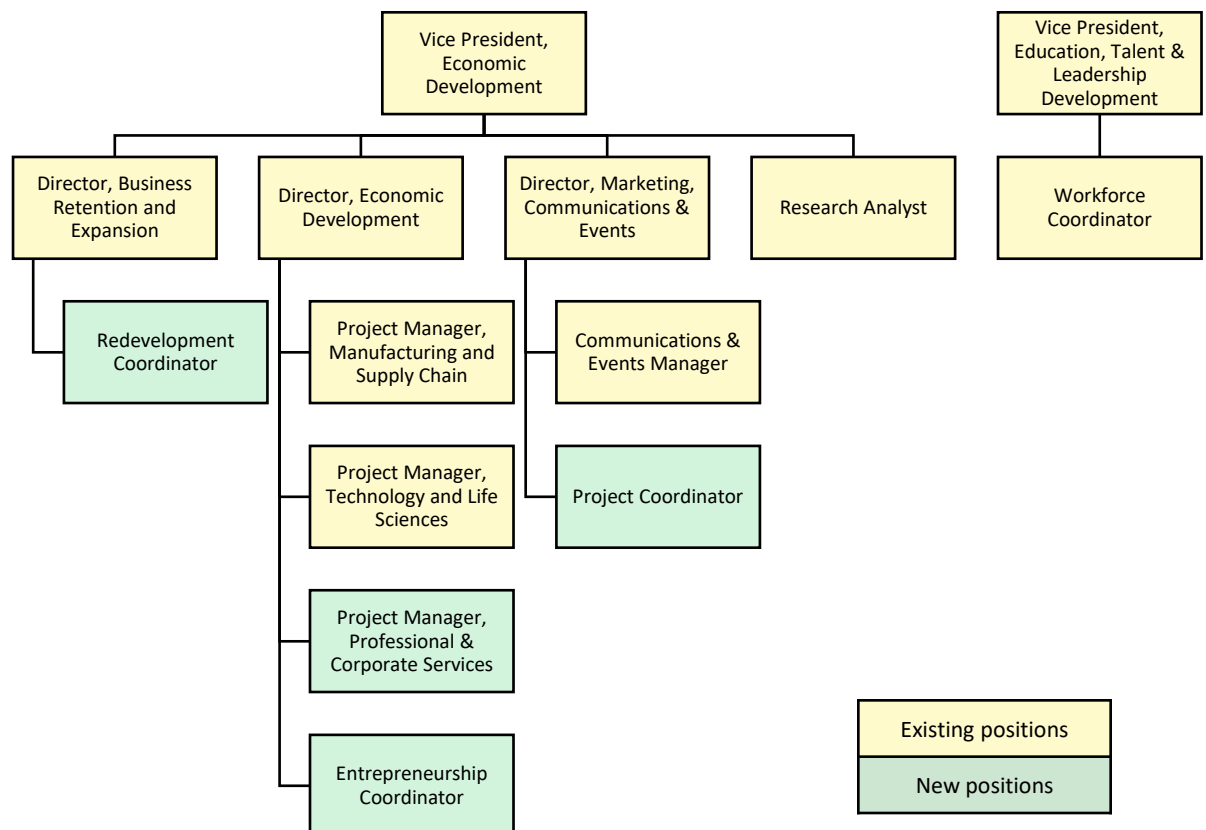 Vice President,
Economic
Development
Vice President,
Education, Talent &
Leadership
Development
Director, Business
Retention and
Expansion
Director, Economic
Development
Director, Marketing,
Communications &
Events
Research Analyst
Workforce
Coordinator
Redevelopment
Coordinator
Project Manager,
Manufacturing and
Supply Chain
Communications &
Events Manager
Project Manager,
Technology and Life
Sciences
Project Coordinator
Project Manager,
Professional &
Corporate Services
Entrepreneurship
Coordinator
Existing positions
New positions